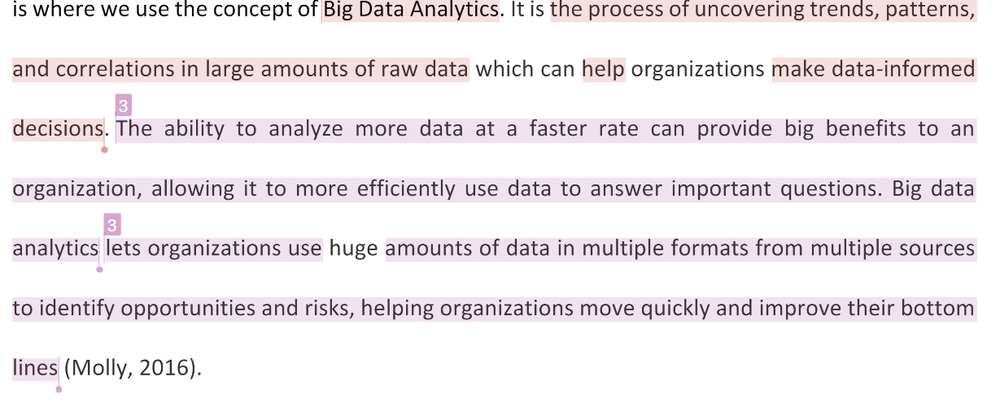 is where we use the concept of Big Data Analytics. It is the process of uncovering trends, patterns,
and correlations in large amounts of raw data which can help organizations make data-informed
3
decisions. The ability to analyze more data at a faster rate can provide big benefits to an
organization, allowing it to more efficiently use data to answer important questions. Big data
3
analytics lets organizations use huge amounts of data in multiple formats from multiple sources
to identify opportunities and risks, helping organizations move quickly and improve their bottom
lines (Molly, 2016).